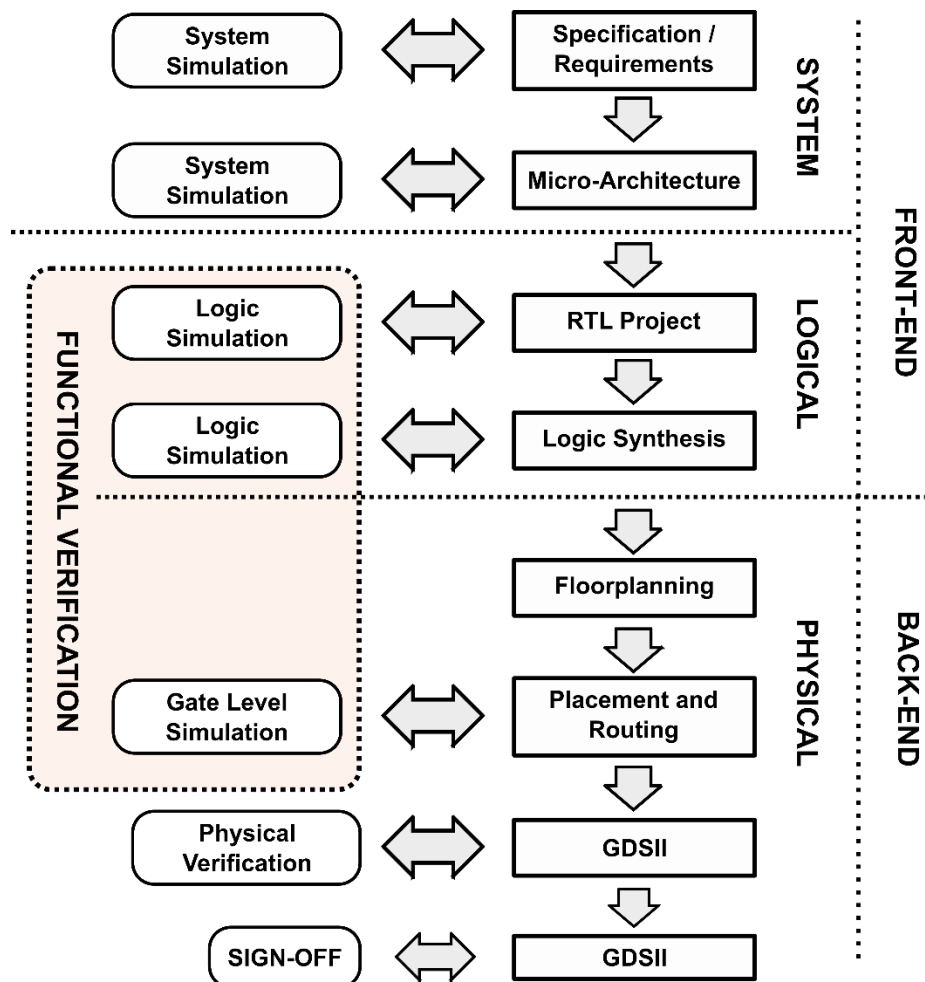 System
Simulation
Specification /
Requirements
SYSTEM
System
Simulation
Micro-Architecture
FRONT-END
FUNCTIONAL VERIFICATION
Logic
Simulation
RTL Project
LOGICAL
Logic
Simulation
Logic Synthesis
Floorplanning
PHYSICAL
BACK-END
Gate Level
Simulation
Placement and
Routing
Physical
Verification
GDSII
SIGN-OFF
GDSII